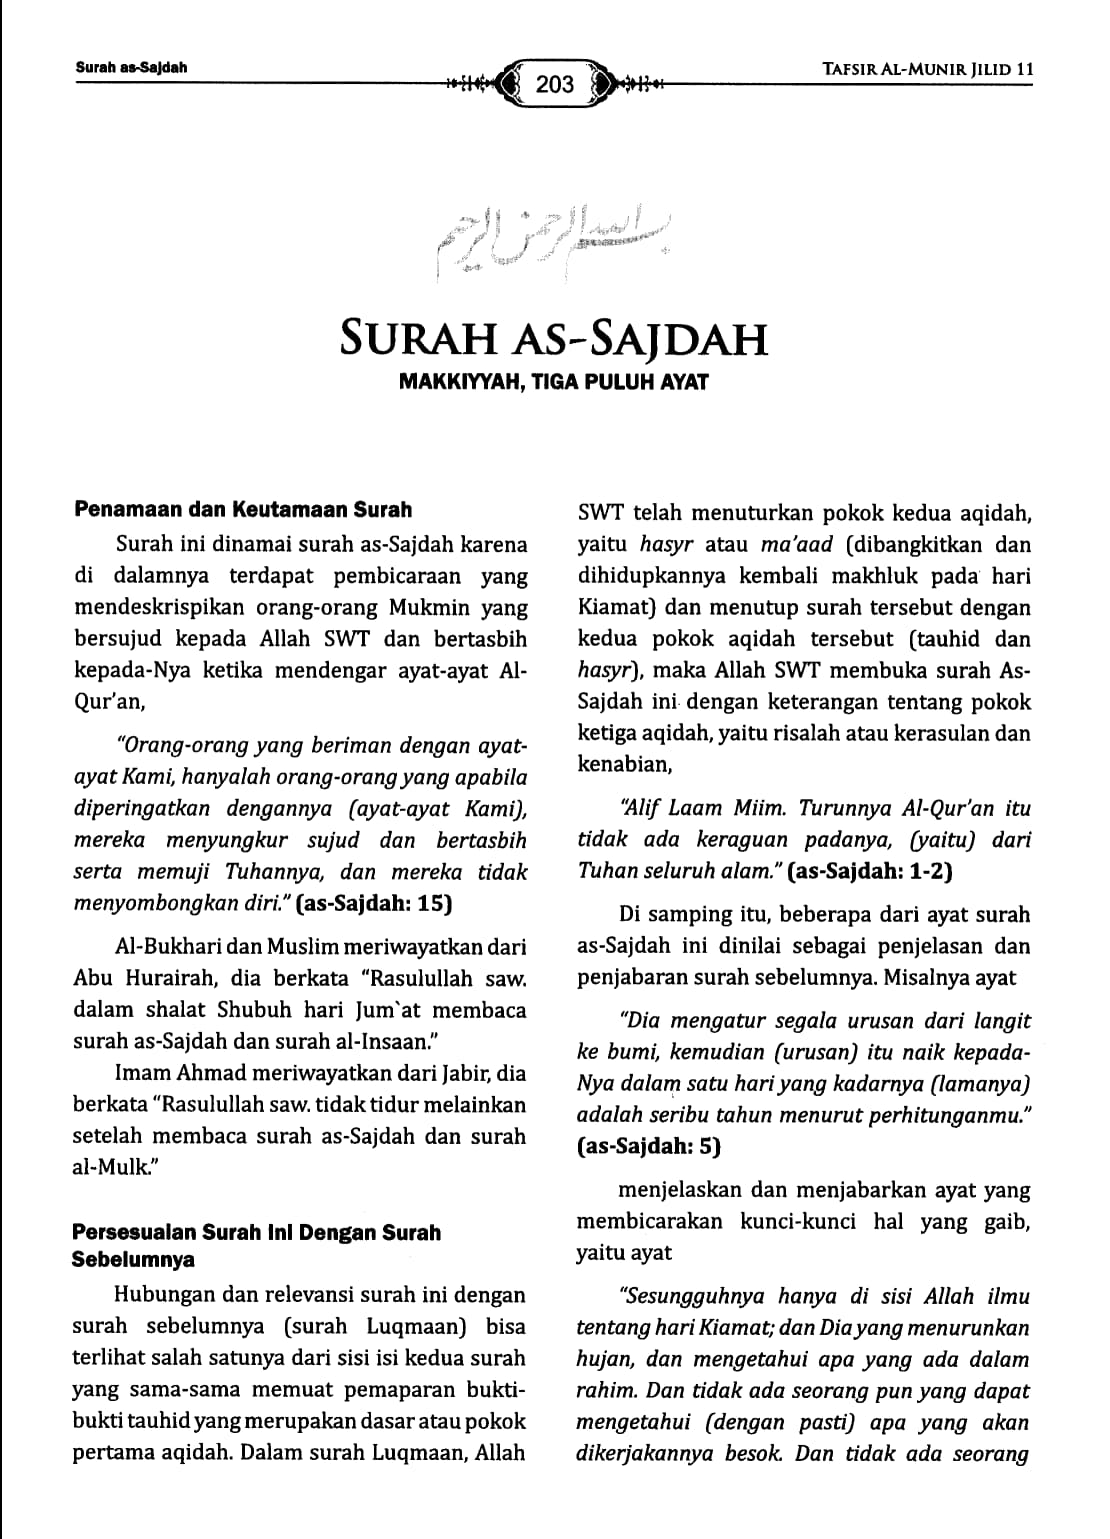 Surah as-Sajdah
203
TAFSIR AL-MUNIR JILID 11
بسم الله الرحمن الرحيم
SURAH AS-SAJDAH
MAKKIYYAH, TIGA PULUH AYAT
Penamaan dan Keutamaan Surah
Surah ini dinamai surah as-Sajdah karena
di dalamnya terdapat pembicaraan yang
mendeskrispikan orang-orang Mukmin yang
bersujud kepada Allah SWT dan bertasbih
kepada-Nya ketika mendengar ayat-ayat Al-
Qur’an,
“Orang-orang yang beriman dengan ayat-
ayat Kami, hanyalah orang-orang yang apabila
diperingatkan dengannya (ayat-ayat Kami),
mereka menyungkur sujud dan bertasbih
serta memuji Tuhannya, dan mereka tidak
menyombongkan diri.” (as-Sajdah: 15)
Al-Bukhari dan Muslim meriwayatkan dari
Abu Hurairah, dia berkata “Rasulullah saw.
dalam shalat Shubuh hari Jum`at membaca
surah as-Sajdah dan surah al-Insaan.”
Imam Ahmad meriwayatkan dari Jabir, dia
berkata “Rasulullah saw. tidak tidur melainkan
setelah membaca surah as-Sajdah dan surah
al-Mulk.”
Persesuaian Surah Ini Dengan Surah
Sebelumnya
Hubungan dan relevansi surah ini dengan
surah sebelumnya (surah Luqmaan) bisa
terlihat salah satunya dari sisi isi kedua surah
yang sama-sama memuat pemaparan bukti-
bukti tauhid yang merupakan dasar atau pokok
pertama aqidah. Dalam surah Luqmaan, Allah
SWT telah menuturkan pokok kedua aqidah,
yaitu hasyr atau ma’aad (dibangkitkan dan
dihidupkannya kembali makhluk pada hari
Kiamat) dan menutup surah tersebut dengan
kedua pokok aqidah tersebut (tauhid dan
hasyr), maka Allah SWT membuka surah As-
Sajdah ini dengan keterangan tentang pokok
ketiga aqidah, yaitu risalah atau kerasulan dan
kenabian,
“Alif Laam Miim. Turunnya Al-Qur’an itu
tidak ada keraguan padanya, (yaitu) dari
Tuhan seluruh alam.” (as-Sajdah: 1-2)
Di samping itu, beberapa dari ayat surah
as-Sajdah ini dinilai sebagai penjelasan dan
penjabaran surah sebelumnya. Misalnya ayat
“Dia mengatur segala urusan dari langit
ke bumi, kemudian (urusan) itu naik kepada-
Nya dalam satu hari yang kadarnya (lamanya)
adalah seribu tahun menurut perhitunganmu.”
(as-Sajdah: 5)
menjelaskan dan menjabarkan ayat yang
membicarakan kunci-kunci hal yang gaib,
yaitu ayat
“Sesungguhnya hanya di sisi Allah ilmu
tentang hari Kiamat; dan Dia yang menurunkan
hujan, dan mengetahui apa yang ada dalam
rahim. Dan tidak ada seorang pun yang dapat
mengetahui (dengan pasti) apa yang akan
dikerjakannya besok. Dan tidak ada seorang